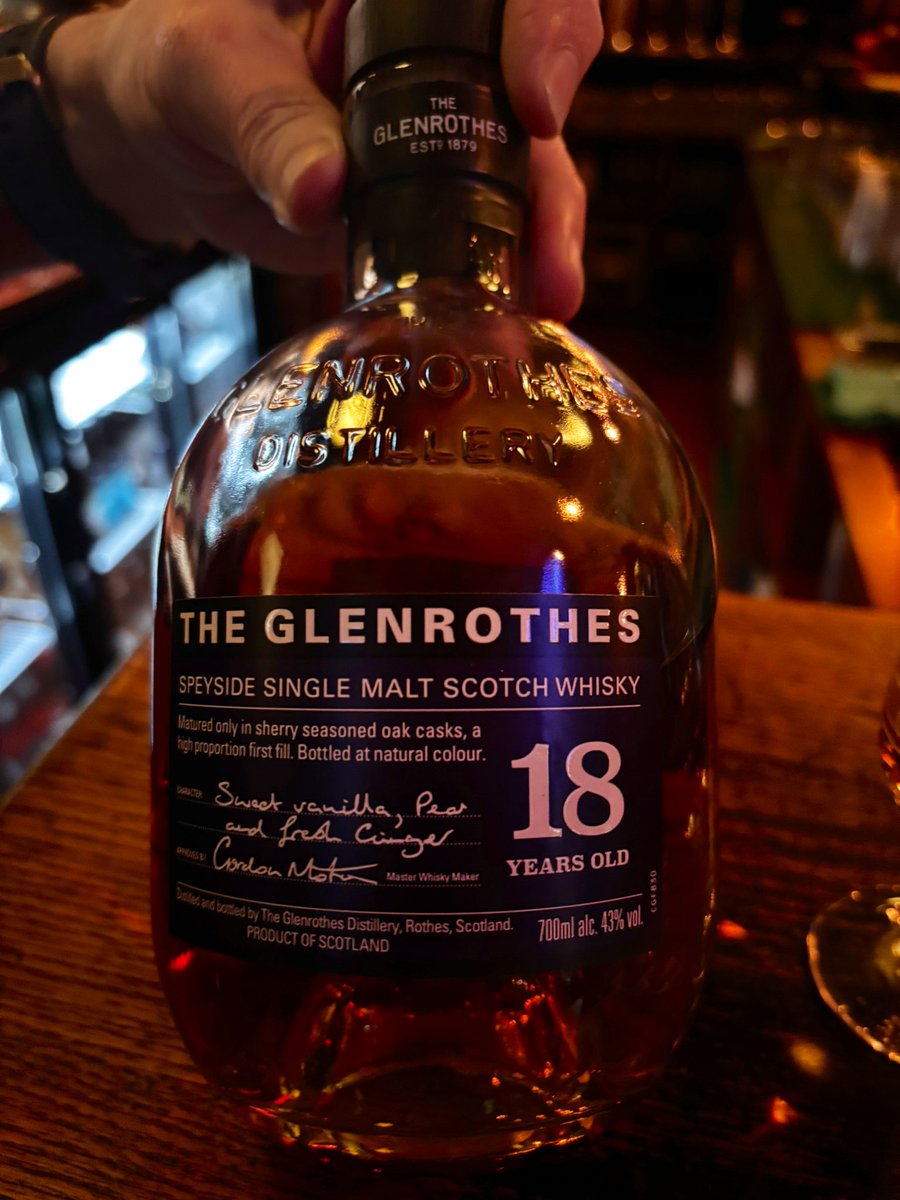 THE
GLENROTHES
ESTD 1879
GLENROTHES
DISTILLERY
THE GLENROTHES
SPEYSIDE SINGLE MALT SCOTCH WHISKY
Matured only in sherry seasoned oak casks, a
high proportion first fill. Bottled at natural colour.
18
YEARS OLD
CHARACTER: Sweet vanilla, Pear
and fresh Ginger
APPROVED BY: Gordon Motion Master Whisky Maker
Distilled and bottled by The Glenrothes Distillery, Rothes, Scotland.
PRODUCT OF SCOTLAND
700ml alc. 43% vol.